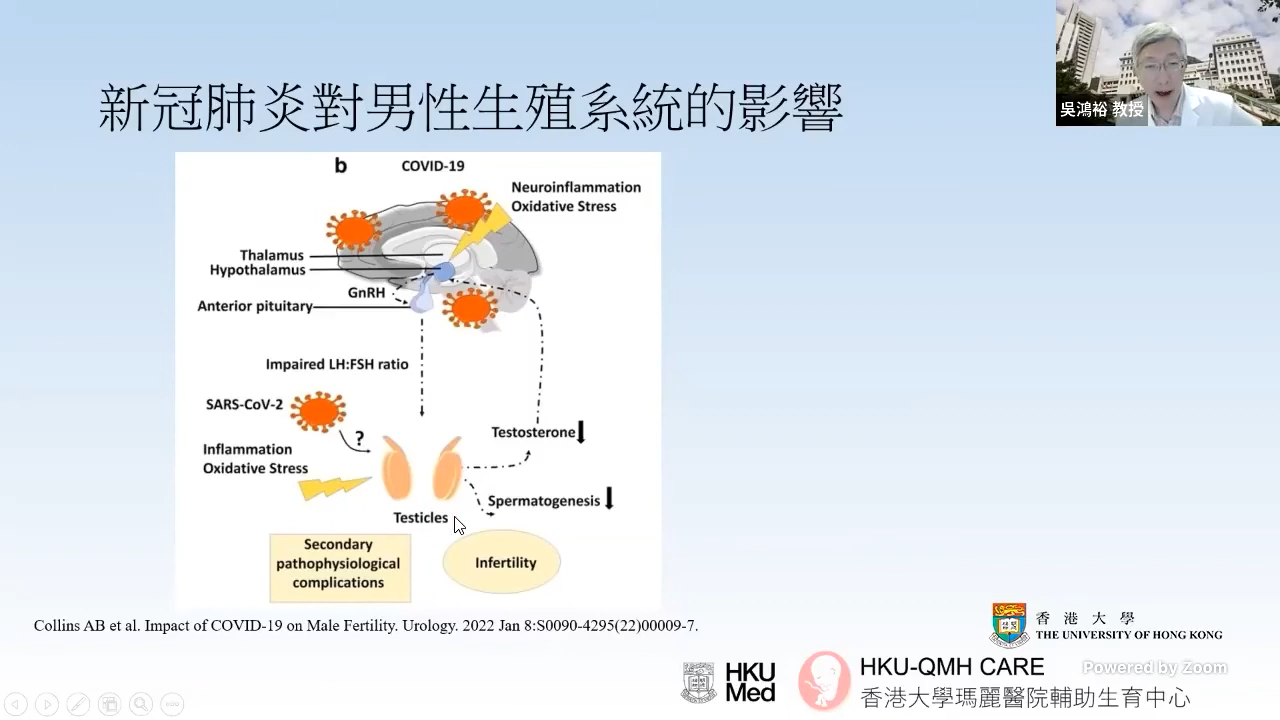 新冠肺炎對男性生殖系統的影響
吳鴻裕 教授
b
COVID-19
Neuroinflammation
Oxidative Stress
Thalamus
Hypothalamus
GnRH
Anterior pituitary
Impaired LH:FSH ratio
SARS-CoV-2
?
Inflammation
Oxidative Stress
Testosterone
Spermatogenesis
Testicles
Secondary
pathophysiological
complications
Infertility
Collins AB et al. Impact of COVID-19 on Male Fertility. Urology. 2022 Jan 8:S0090-4295(22)00009-7.
香港大學
THE UNIVERSITY OF HONG KONG
HKU
Med
HKU-QMH CARE
香港大學瑪麗醫院輔助生育中心
Powered by Zoom